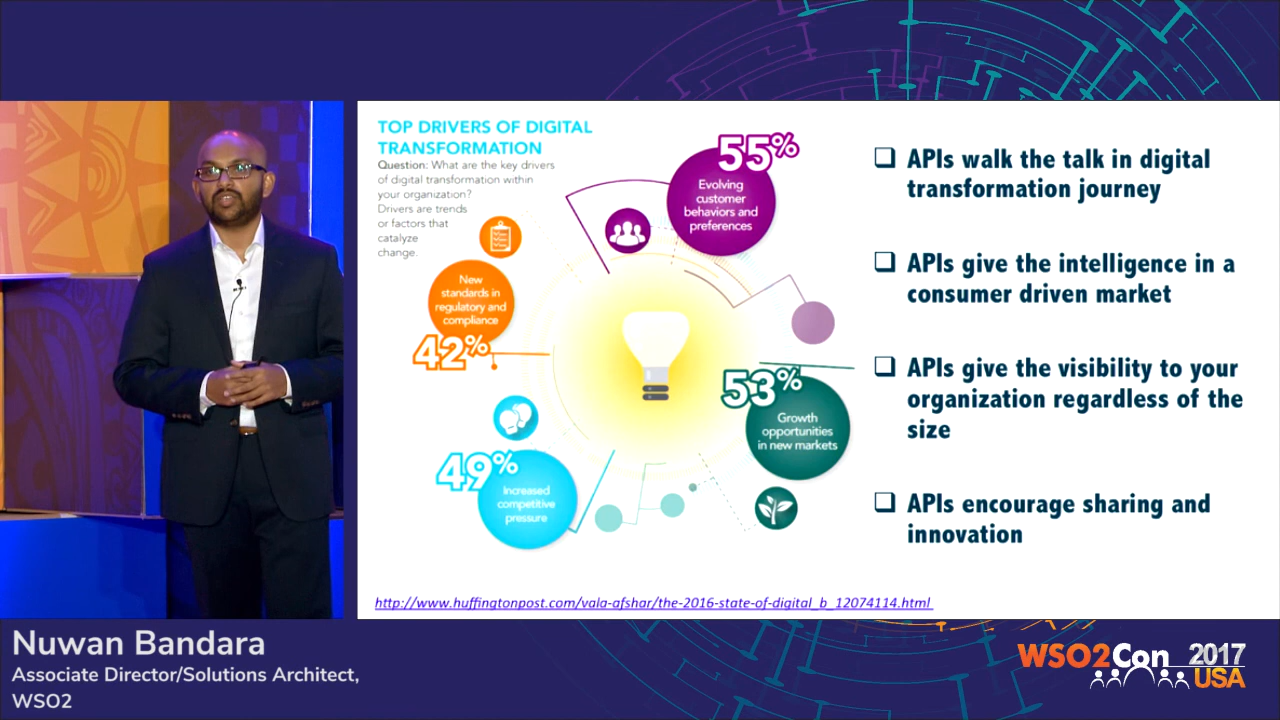 TOP DRIVERS OF DIGITAL
TRANSFORMATION
Question: What are the key drivers
of digital transformation within
your organization?
Drivers are trends
or factors that
catalyze
change.
55%
Evolving
customer
behaviors and
preferences
New
standards in
regulatory and
compliance
42%
53%
Growth
opportunities
in new markets
49%
Increased
competitive
pressure
http://www.huffingtonpost.com/vala-afshar/the-2016-state-of-digital_b_12074114.html
❑ APIs walk the talk in digital
transformation journey
❑ APIs give the intelligence in a
consumer driven market
❑ APIs give the visibility to your
organization regardless of the
size
❑ APIs encourage sharing and
innovation
Nuwan Bandara
Associate Director/Solutions Architect,
WSO2
WSO2Con 2017
USA